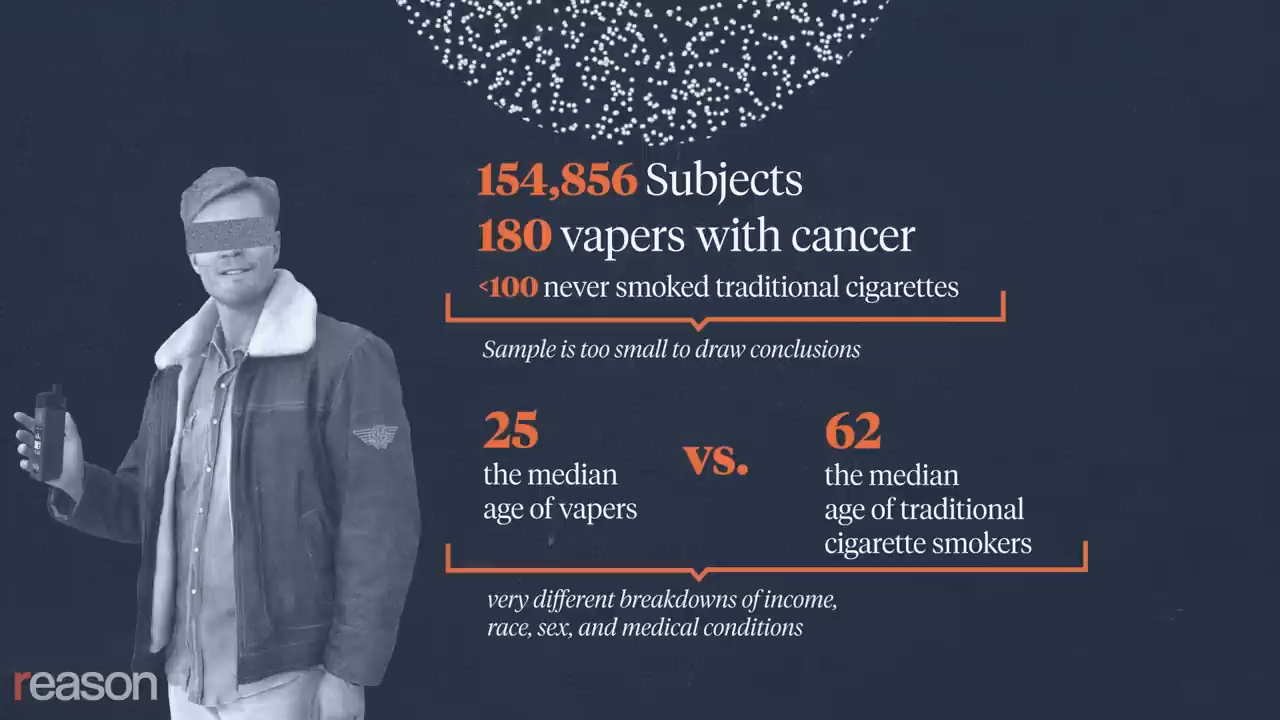 154,856 Subjects
180 vapers with cancer
<100 never smoked traditional cigarettes
Sample is too small to draw conclusions
25
the median
age of vapers
vs.
62
the median
age of traditional
cigarette smokers
very different breakdowns of income,
race, sex, and medical conditions
reason